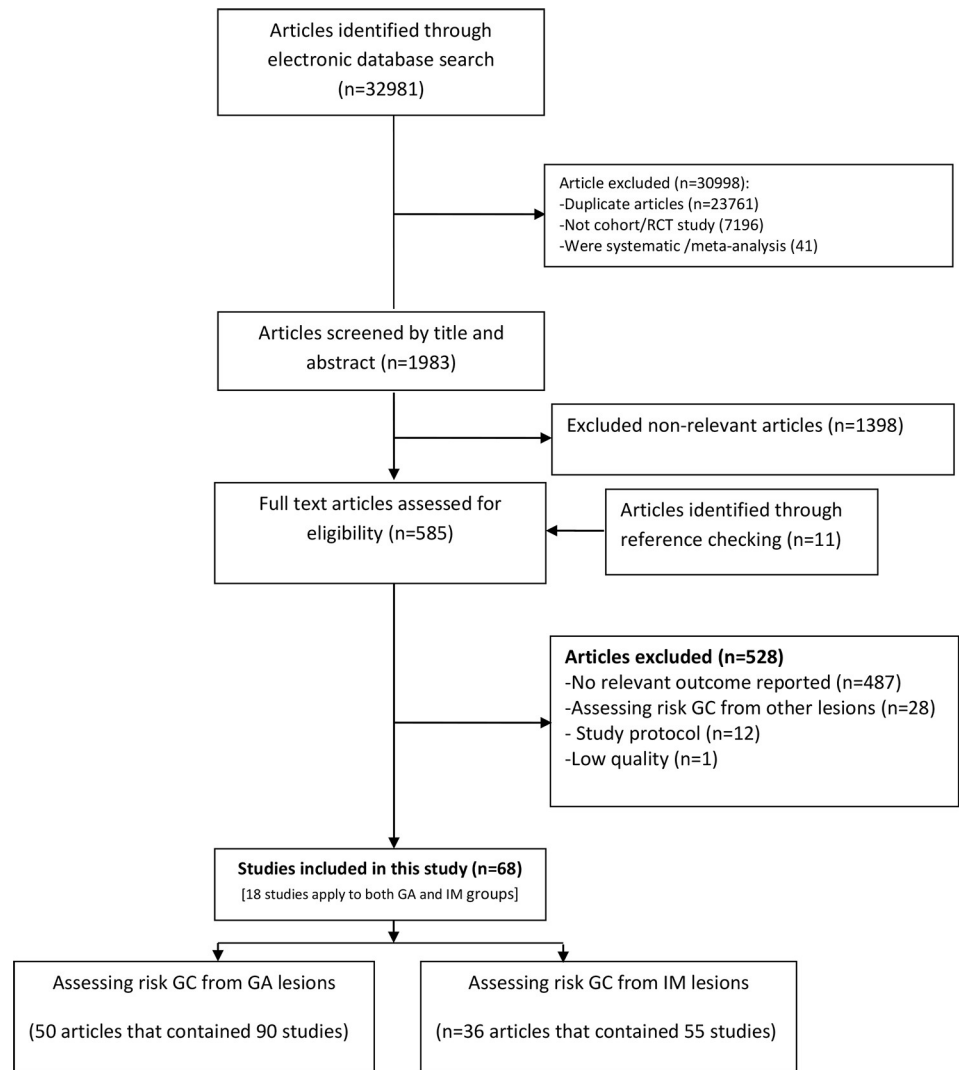 Articles identified through
electronic database search
(n=32981)
Article excluded (n=30998):
-Duplicate articles (n=23761)
-Not cohort/RCT study (7196)
-Were systematic /meta-analysis (41)
Articles screened by title and
abstract (n=1983)
Excluded non-relevant articles (n=1398)
Full text articles assessed for
eligibility (n=585)
Articles identified through
reference checking (n=11)
Articles excluded (n=528)
-No relevant outcome reported (n=487)
-Assessing risk GC from other lesions (n=28)
- Study protocol (n=12)
-Low quality (n=1)
Studies included in this study (n=68)
[18 studies apply to both GA and IM groups]
Assessing risk GC from GA lesions
(50 articles that contained 90 studies)
Assessing risk GC from IM lesions
(n=36 articles that contained 55 studies)